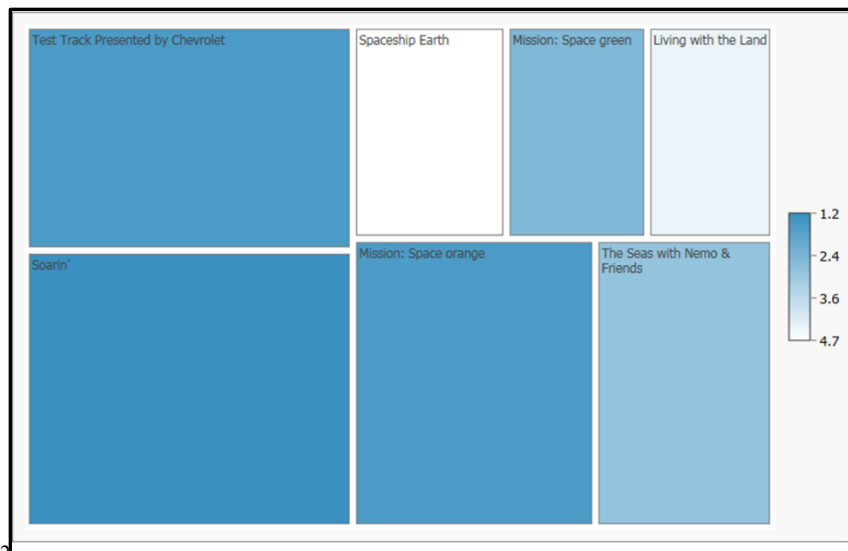 Test Track Presented by Chevrolet
Spaceship Earth
Mission: Space green
Living with the Land
Soarin'
Mission: Space orange
The Seas with Nemo &
Friends
1.2
2.4
3.6
4.7